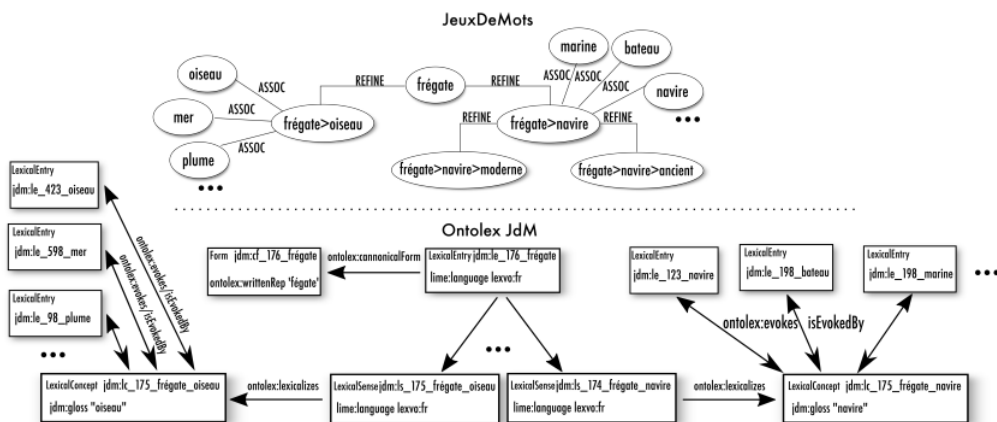 JeuxDeMots
marine
bateau
oiseau
ASSOC
REFINE
frégate
REFINE
ASSOC
ASSOC
ASSOC
navire
mer
ASSOC
frégate>oiseau
frégate>navire
plume
ASSOC
REFINE
REFINE
frégate>navire>moderne
frégate>navire>ancient
Ontolex JdM
LexicalEntry
jdm:le_423_oiseau
LexicalEntry
jdm:le_598_mer
LexicalEntry
jdm:le_98_plume
ontolex:evokes/isEvokedBy
ontolex:evokes/isEvokedBy
Form jdm:cf_176_frégate
ontolex:writtenRep 'fégate'
ontolex:cannonicalForm
LexicalEntry jdm:le_176_frégate
lime:language lexvo:fr
LexicalEntry
jdm:le_123_navire
LexicalEntry
jdm:le_198_bateau
LexicalEntry
jdm:le_198_marine
ontolex:evokes isEvokedBy
LexicalConcept jdm:lc_175_frégate_oiseau
jdm:gloss "oiseau"
ontolex:lexicalizes
LexicalSense jdm:ls_175_frégate_oiseau
lime:language lexvo:fr
LexicalSense jdm:ls_174_frégate_navire
lime:language lexvo:fr
ontolex:lexicalizes
LexicalConcept jdm:lc_175_frégate_navire
jdm:gloss "navire"